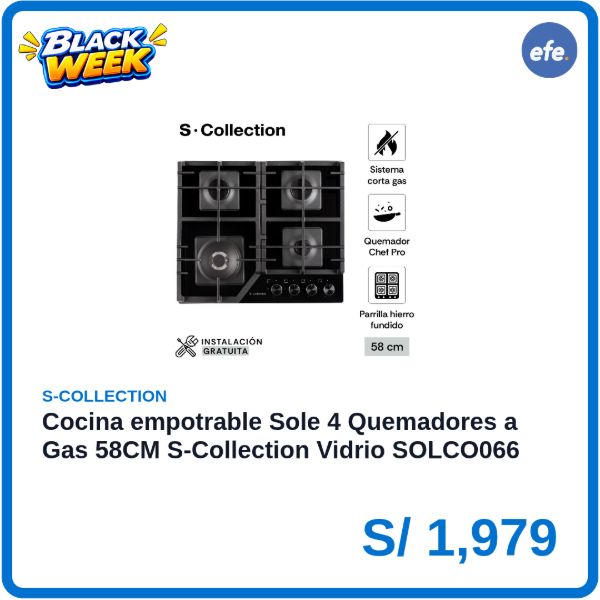 BLACK
WEEK
efe.
S·Collection
Sistema
corta gas
Quemador
Chef Pro
Parrilla hierro
fundido
58 cm
INSTALACIÓN
GRATUITA
S-COLLECTION
Cocina empotrable Sole 4 Quemadores a
Gas 58CM S-Collection Vidrio SOLCO066
S/ 1,979